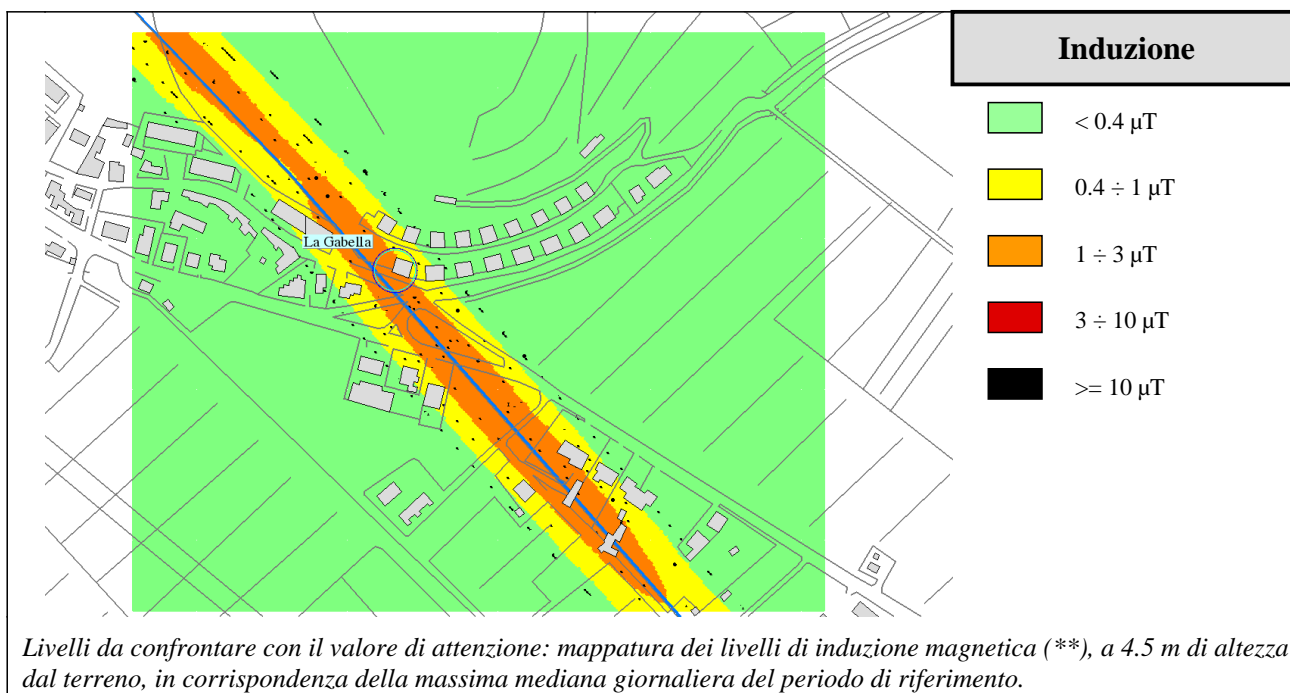 Induzione
< 0.4 µT
0.4 ÷ 1 µT
1 ÷ 3 µT
3 ÷ 10 µT
>= 10 µT
La Gabella
Livelli da confrontare con il valore di attenzione: mappatura dei livelli di induzione magnetica (**), a 4.5 m di altezza
dal terreno, in corrispondenza della massima mediana giornaliera del periodo di riferimento.